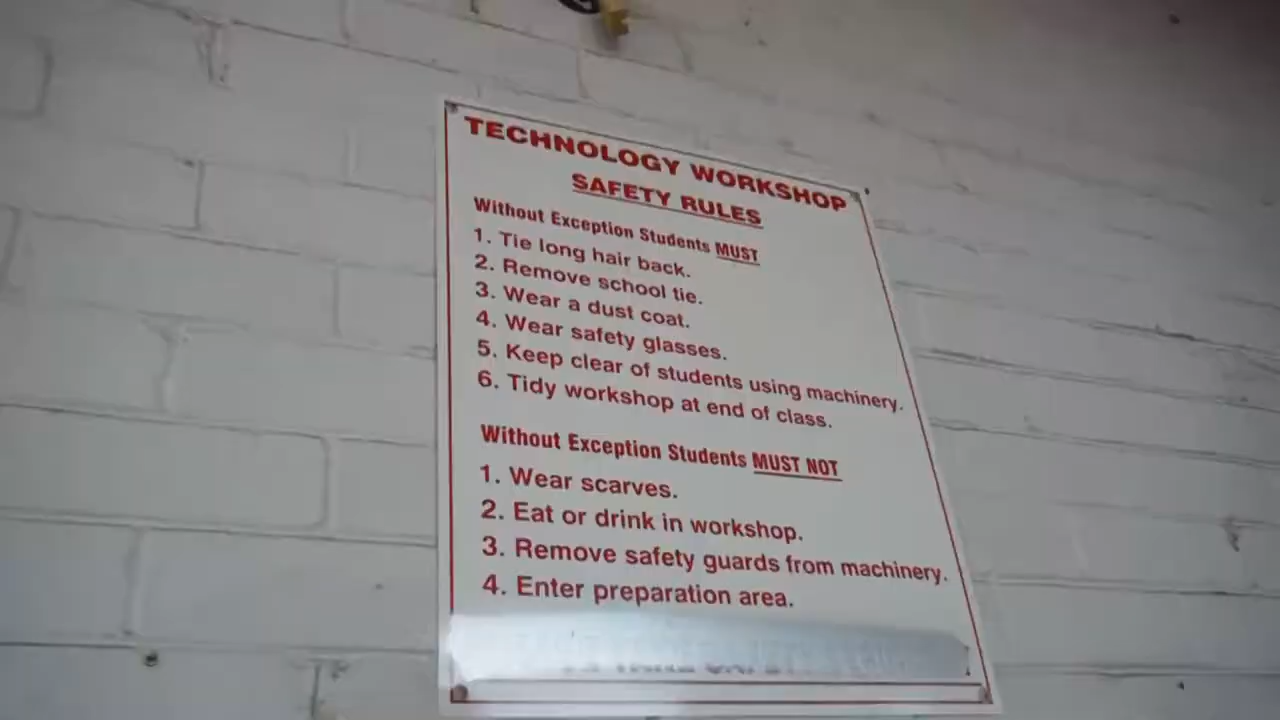 TECHNOLOGY WORKSHOP
SAFETY RULES
Without Exception Students MUST
1. Tie long hair back.
2. Remove school tie.
3. Wear a dust coat.
4. Wear safety glasses.
5. Keep clear of students using machinery.
6. Tidy workshop at end of class.
Without Exception Students MUST NOT
1. Wear scarves.
2. Eat or drink in workshop.
3. Remove safety guards from machinery.
4. Enter preparation area.